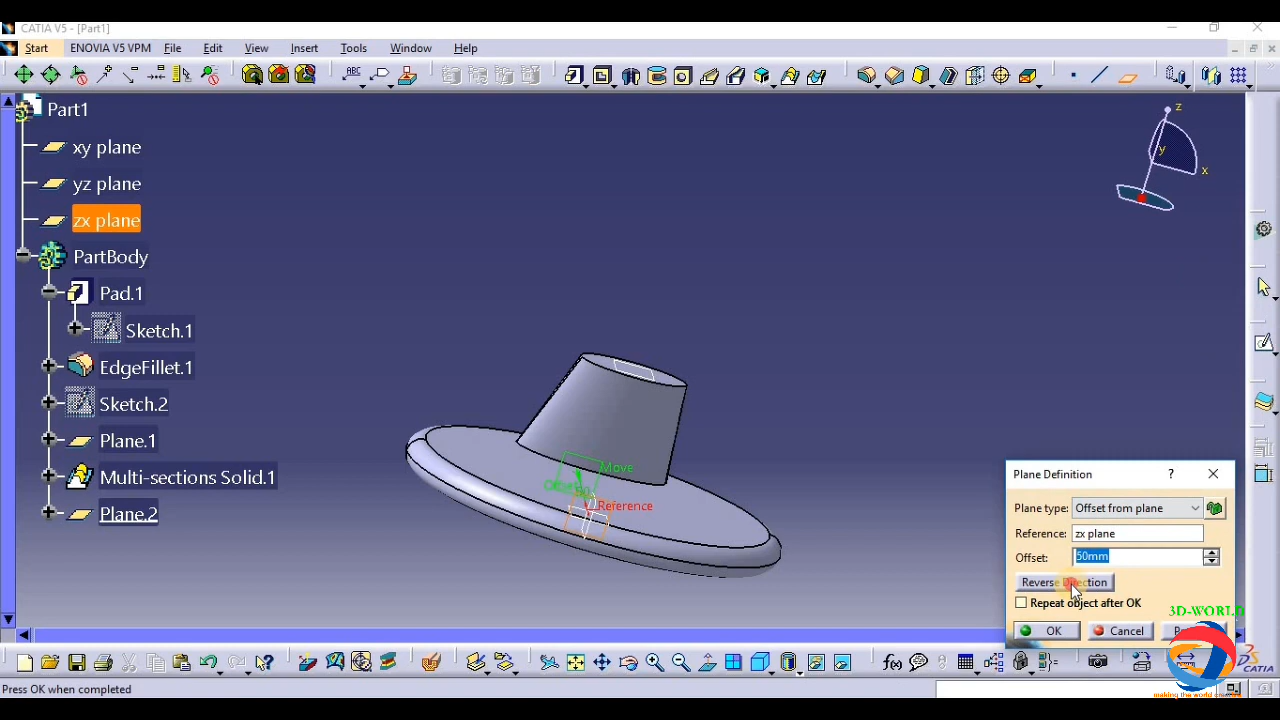 CATIA V5 - [Part1]
Start ENOVIA V5 VPM File Edit View Insert Tools Window Help
ABC
Part1
xy plane
yz plane
zx plane
PartBody
Pad.1
Sketch.1
EdgeFillet.1
Sketch.2
Plane.1
Multi-sections Solid.1
Plane.2
z
y
x
Move
Reference
Plane Definition ?
Plane type: Offset from plane
Reference: zx plane
Offset: 50mm
Reverse Direction
Repeat object after OK
OK Cancel
3D-WORLD
f(x)
CATIA
Press OK when completed